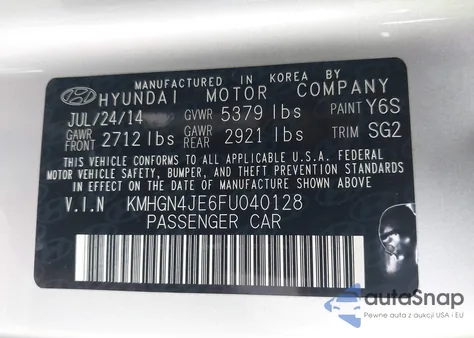 MANUFACTURED IN KOREA BY
HYUNDAI MOTOR COMPANY
JUL/24/14 GVWR 5379 lbs PAINT Y6S
GAWR FRONT 2712 lbs GAWR REAR 2921 lbs TRIM SG2
THIS VEHICLE CONFORMS TO ALL APPLICABLE U.S.A. FEDERAL
MOTOR VEHICLE SAFETY, BUMPER, AND THEFT PREVENTION STANDARDS
IN EFFECT ON THE DATE OF MANUFACTURE SHOWN ABOVE.
V.I.N KMHGN4JE6FU040128
PASSENGER CAR
autoSnap
Pewne auta z aukcji USA i EU